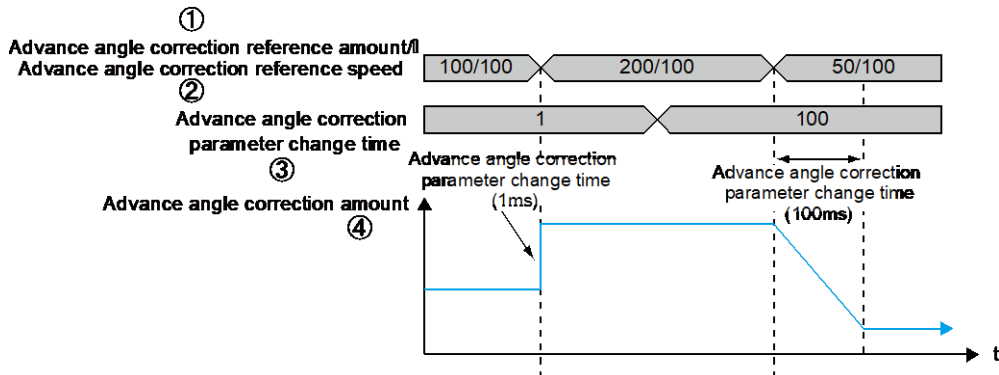 ①
Advance angle correction reference amount/
Advance angle correction reference speed
100/100
200/100
50/100
②
Advance angle correction
parameter change time
1
100
③
Advance angle correction
parameter change time
(1ms)
Advance angle correction
parameter change time
(100ms)
Advance angle correction amount
④
t